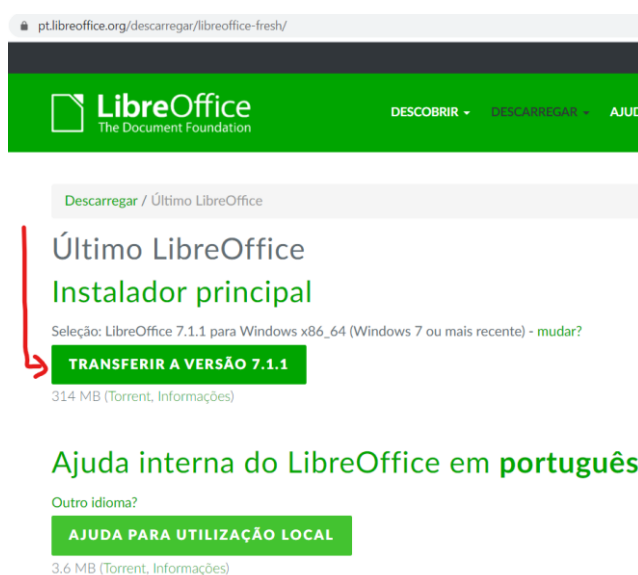 pt.libreoffice.org/descarregar/libreoffice-fresh/
LibreOffice
The Document Foundation
DESCOBRIR DESCARREGAR
Descarregar / Último LibreOffice
Último LibreOffice
Instalador principal
Seleção: LibreOffice 7.1.1 para Windows x86_64 (Windows 7 ou mais recente) - mudar?
TRANSFERIR A VERSÃO 7.1.1
314 MB (Torrent, Informações)
Ajuda interna do LibreOffice em português
Outro idioma?
AJUDA PARA UTILIZAÇÃO LOCAL
3.6 MB (Torrent, Informações)